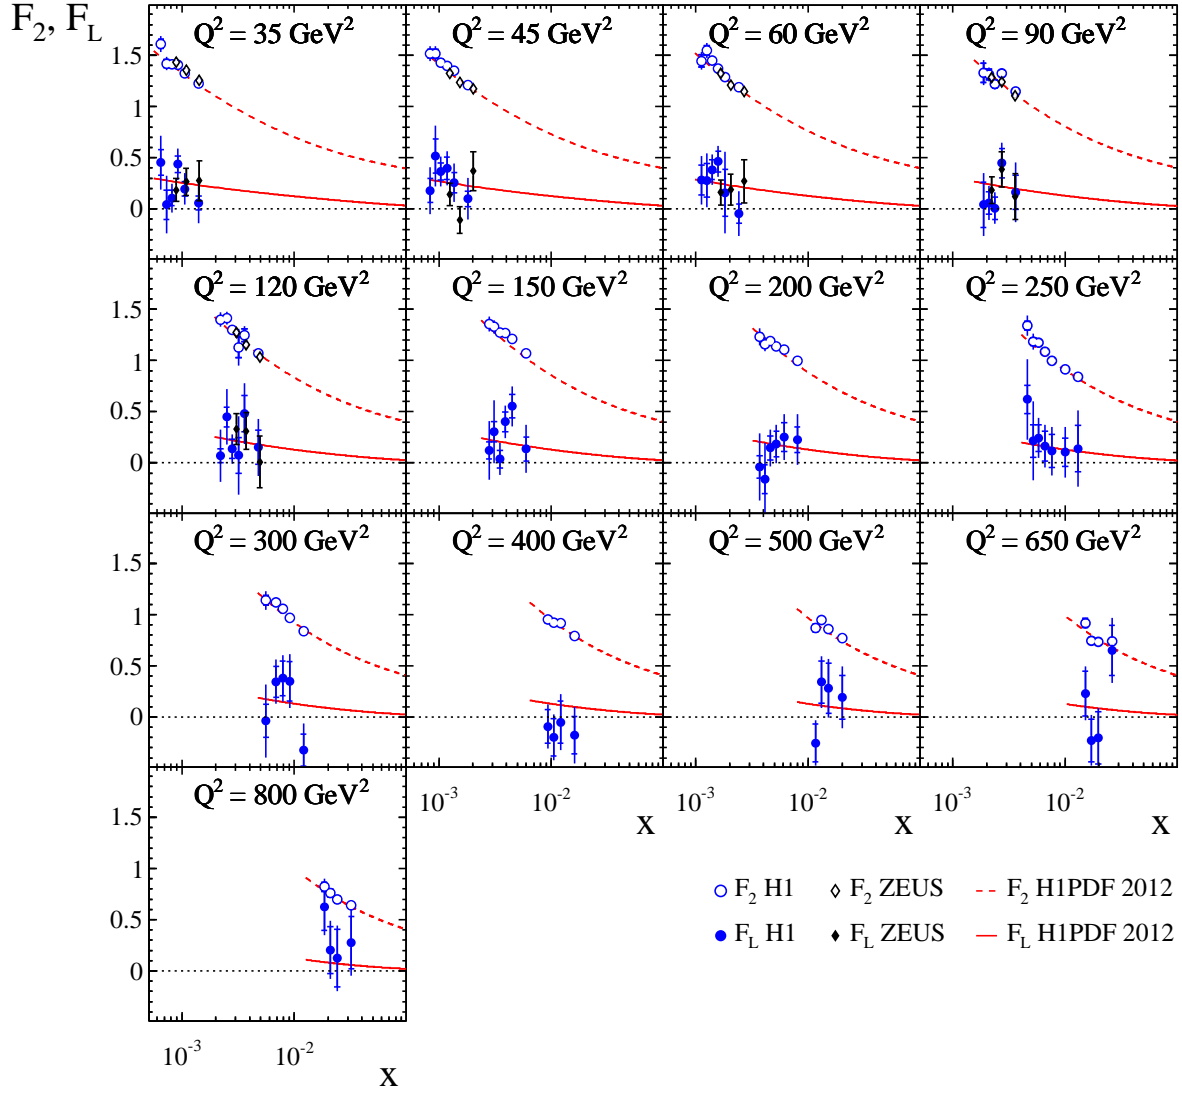 F2, FL
Q² = 35 GeV² Q² = 45 GeV² Q² = 60 GeV² Q² = 90 GeV²
1.5
1
0.5
0
Q² = 120 GeV² Q² = 150 GeV² Q² = 200 GeV² Q² = 250 GeV²
1.5
1
0.5
0
Q² = 300 GeV² Q² = 400 GeV² Q² = 500 GeV² Q² = 650 GeV²
1.5
1
0.5
0
Q² = 800 GeV²
10⁻³ 10⁻² 10⁻³ 10⁻² 10⁻³ 10⁻²
x x x
1.5
1
0.5
0
10⁻³ 10⁻²
x
F2 H1 F2 ZEUS F2 H1PDF 2012
FL H1 FL ZEUS FL H1PDF 2012